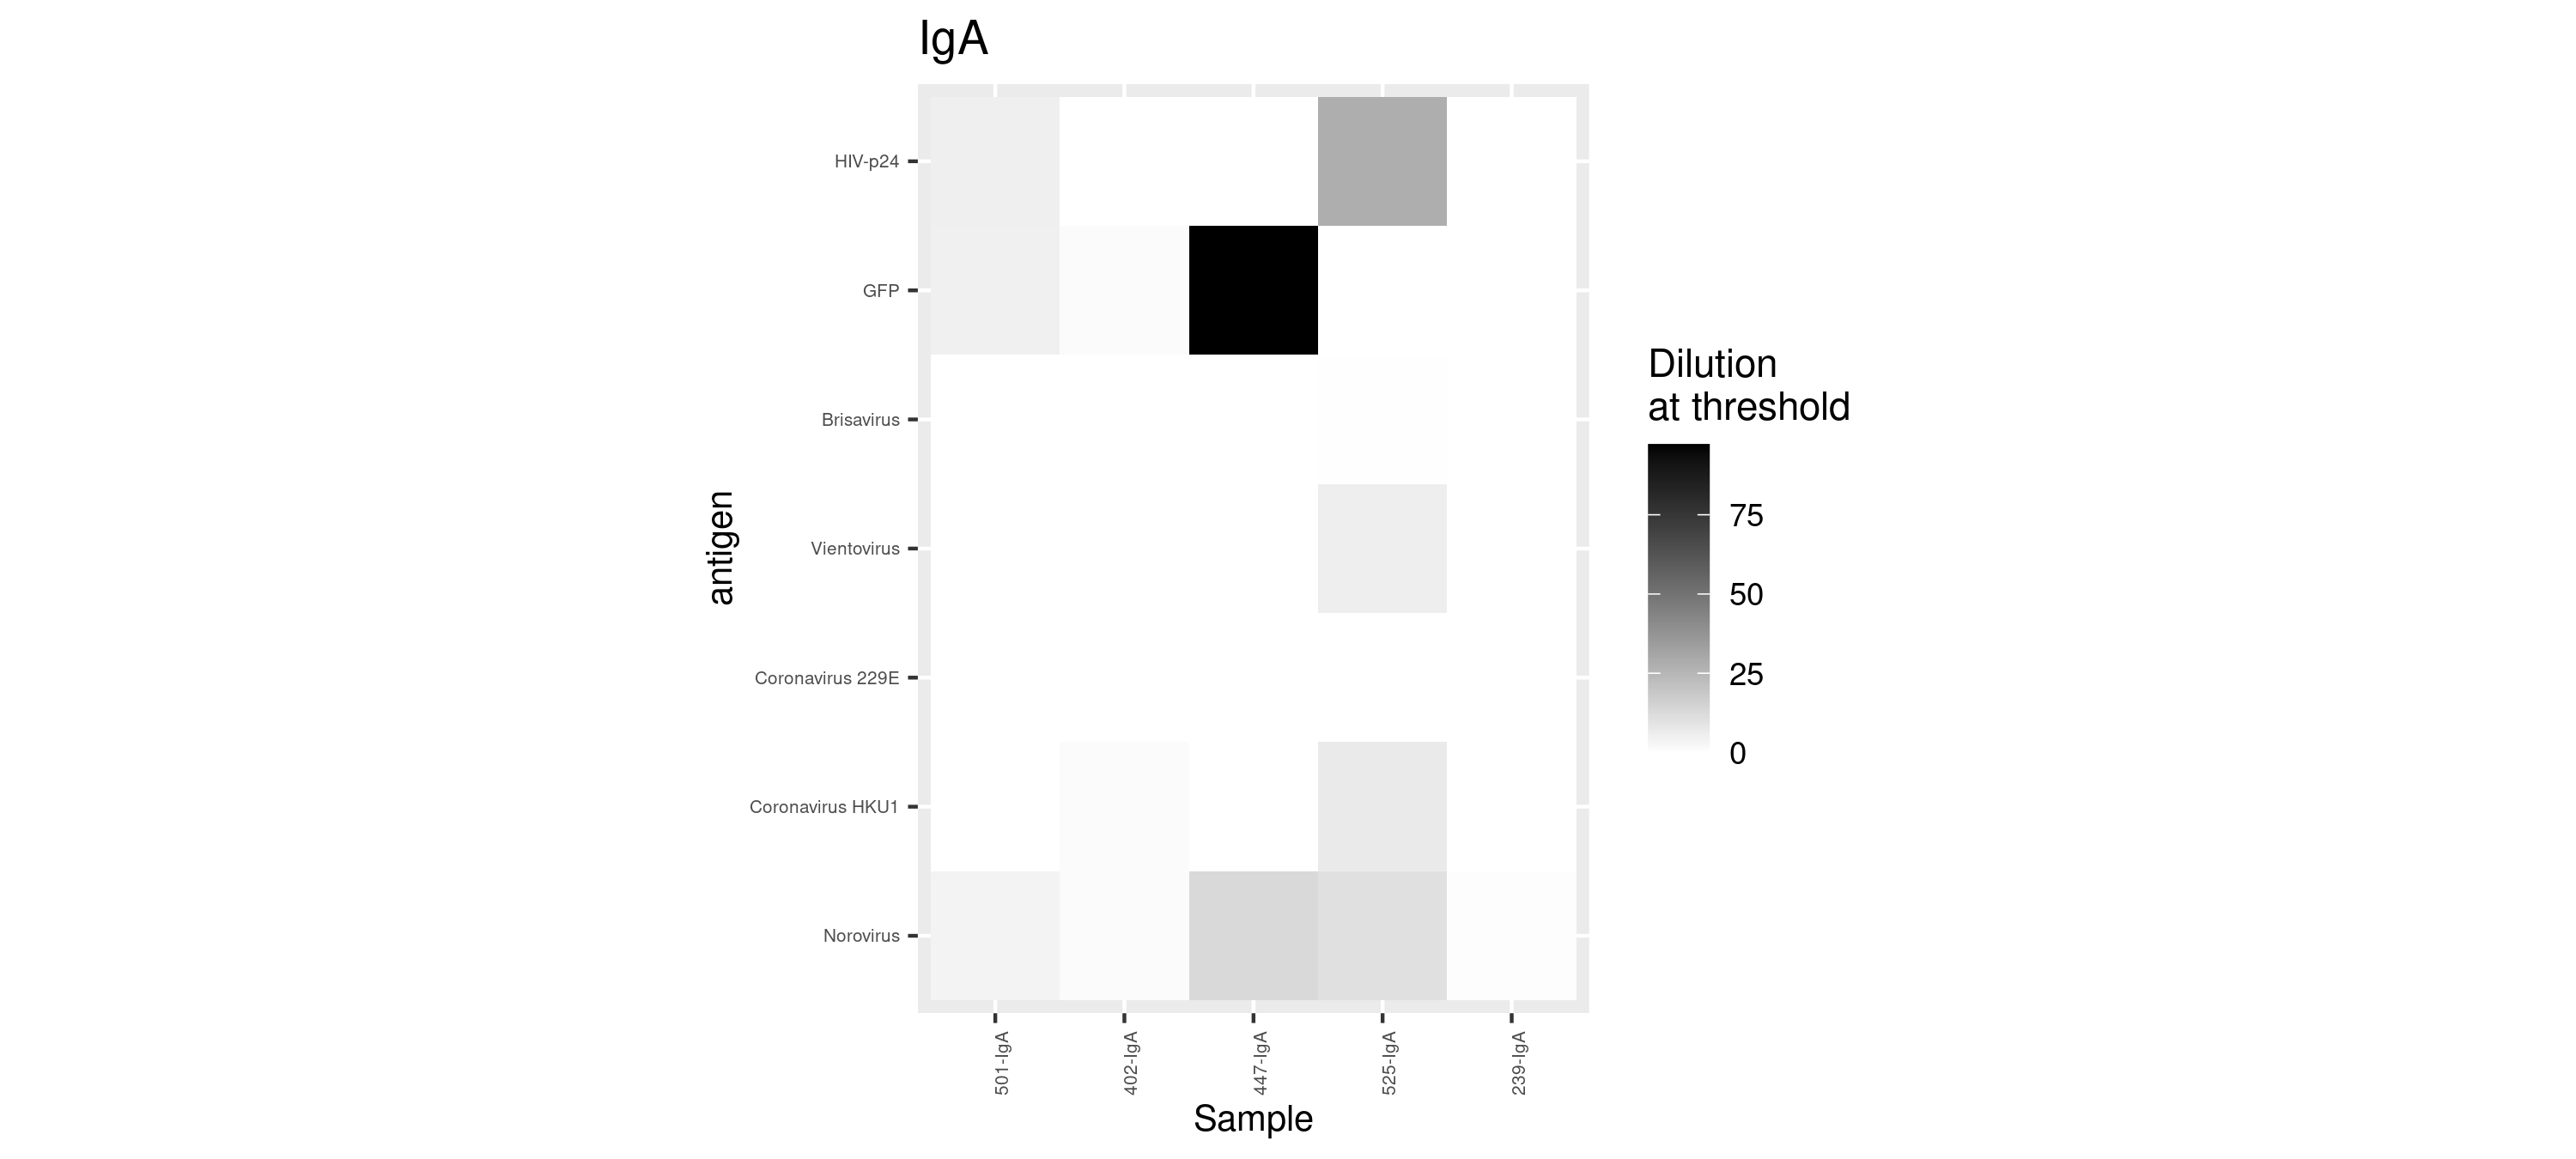 IgA
HIV-p24
GFP
Brisavirus
Vientovirus
Coronavirus 229E
Coronavirus HKU1
Norovirus
antigen
501-IgA
402-IgA
447-IgA
525-IgA
239-IgA
Sample
Dilution
at threshold
75
50
25
0